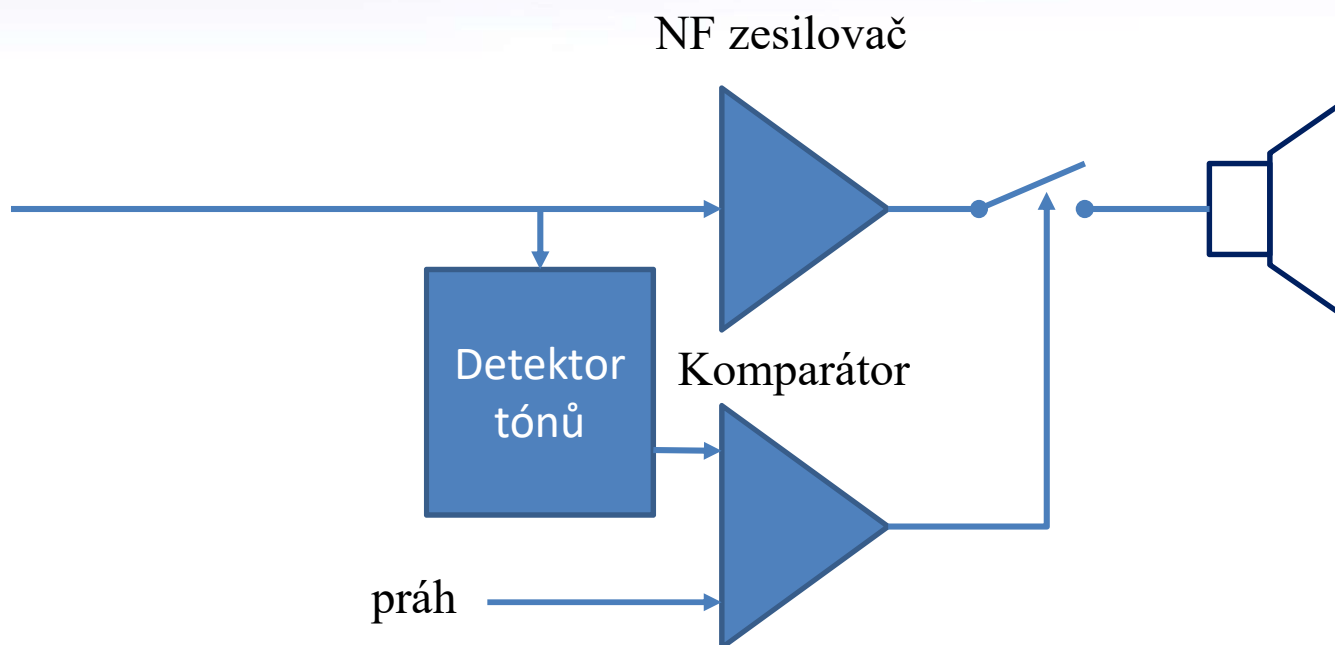 NF zesilovač
Detektor
tónů
Komparátor
práh